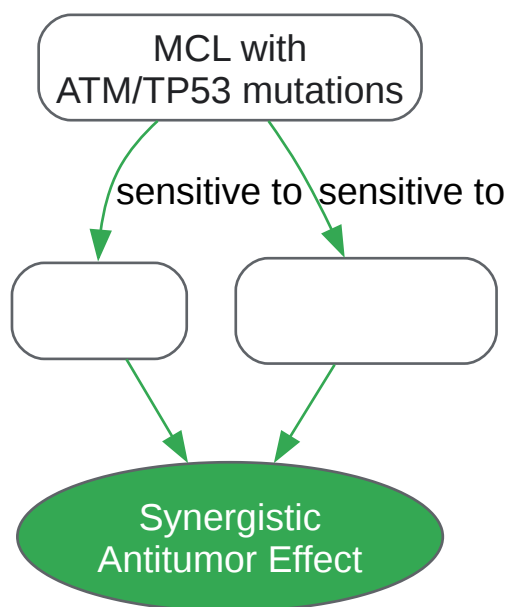 MCL with
ATM/TP53 mutations
sensitive to
sensitive to
Synergistic
Antitumor Effect